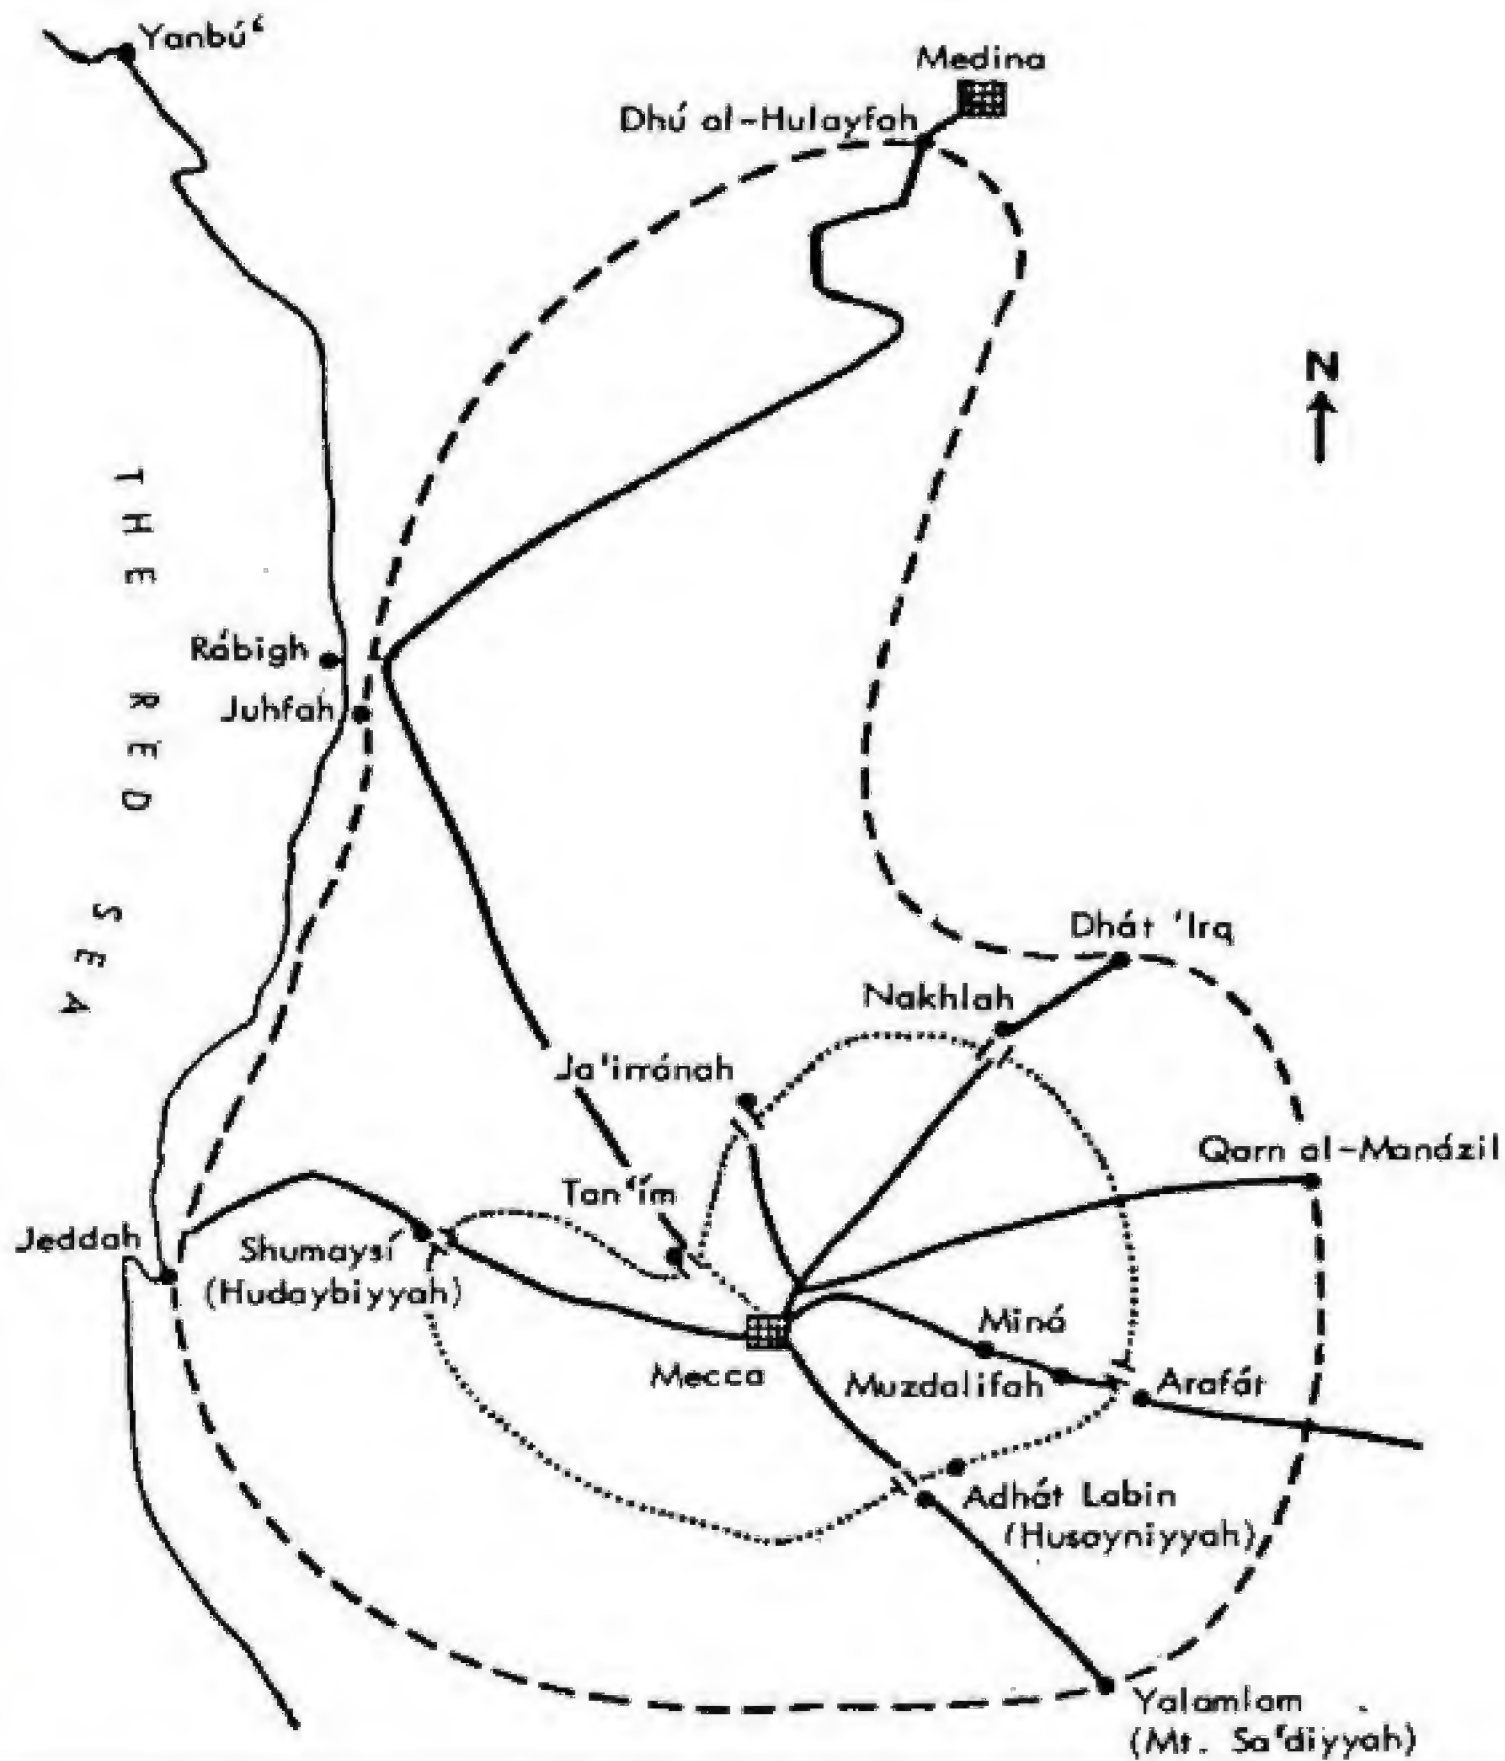 Yanbú‘
Medina
Dhú al-Hulayfah
N
THE RED SEA
Rábigh
Juhfah
Dhát 'Irq
Nakhlah
Ja'irránah
Qarn al-Manázil
Tan‘ím
Jeddah
Shumaysí
(Hudaybiyyah)
Miná
Mecca
Muzdalifah
Arafát
Adhát Labin
(Husayniyyah)
Yalamlam
(Mt. Sa'diyyah)